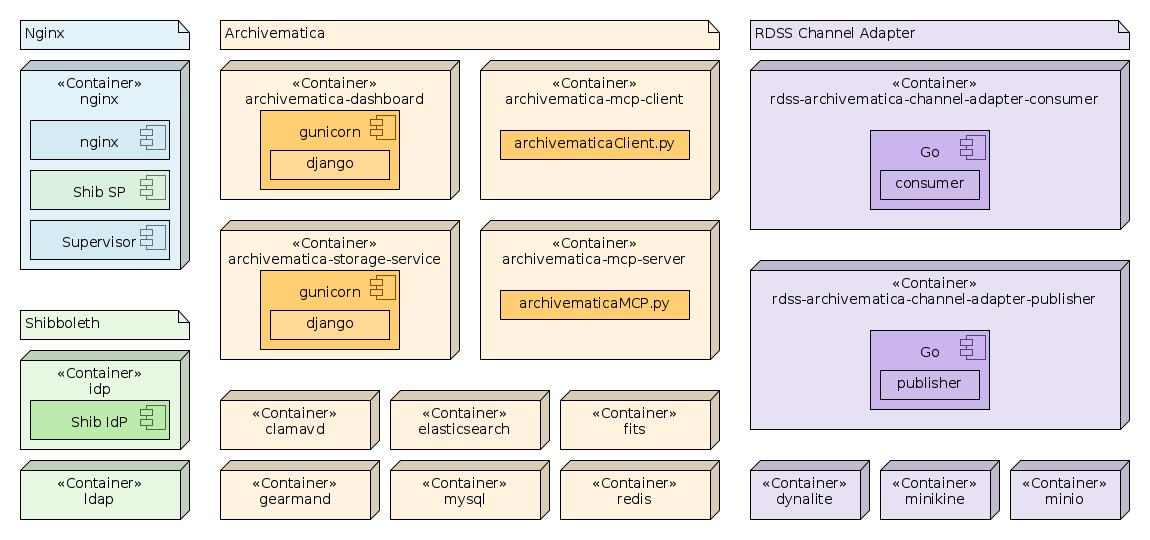 Nginx
«Container»
nginx
nginx
Shib SP
Supervisor
Shibboleth
«Container»
idp
Shib IdP
«Container»
ldap
Archivematica
«Container»
archivematica-dashboard
gunicorn
django
«Container»
archivematica-mcp-client
archivematicaClient.py
«Container»
archivematica-storage-service
gunicorn
django
«Container»
archivematica-mcp-server
archivematicaMCP.py
«Container»
clamavd
«Container»
elasticsearch
«Container»
fits
«Container»
gearmand
«Container»
mysql
«Container»
redis
RDSS Channel Adapter
«Container»
rdss-archivematica-channel-adapter-consumer
Go
consumer
«Container»
rdss-archivematica-channel-adapter-publisher
Go
publisher
«Container»
dynalite
«Container»
minikine
«Container»
minio